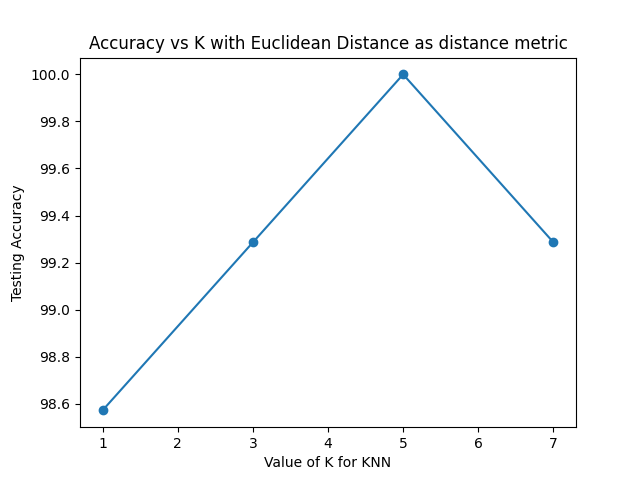 Accuracy vs K with Euclidean Distance as distance metric
100.0
99.8
99.6
99.4
99.2
99.0
98.8
98.6
Testing Accuracy
1 2 3 4 5 6 7
Value of K for KNN